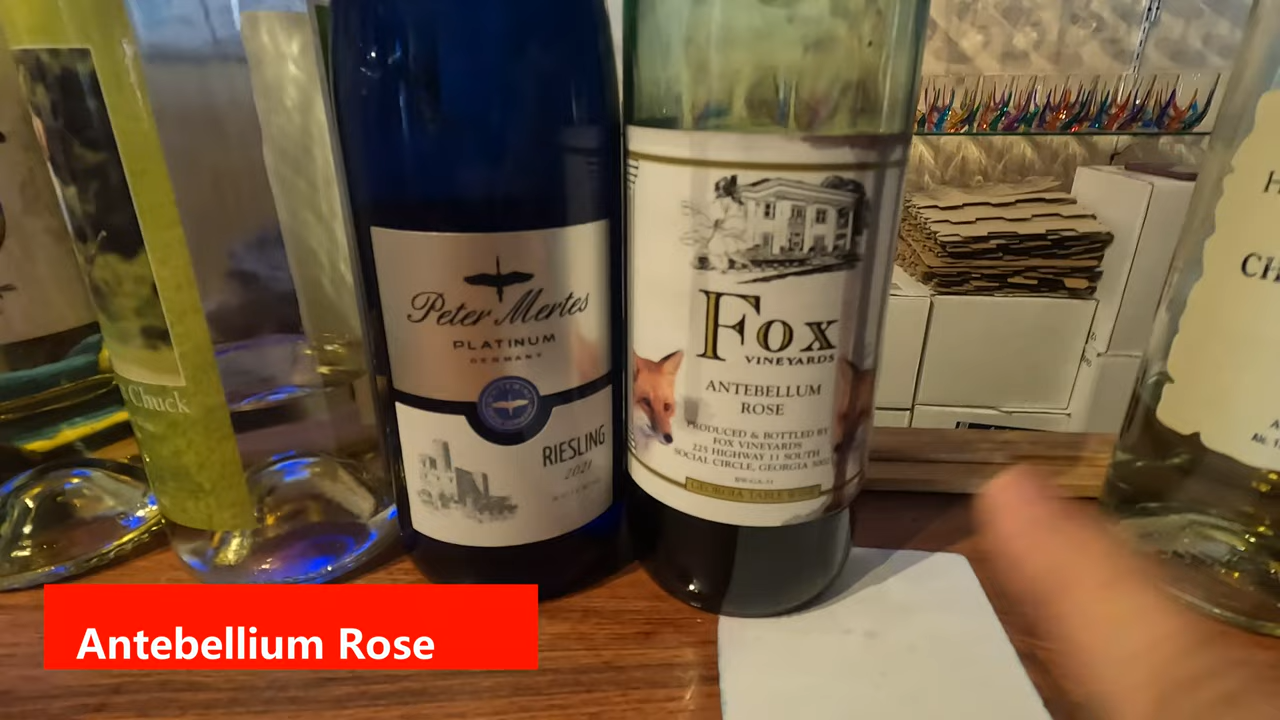 Chuck
Peter Mertes
PLATINUM
GERMANY
RIESLING
2021
Fox
VINEYARDS
ANTEBELLUM
ROSE
PRODUCED & BOTTLED BY
FOX VINEYARDS
225 HIGHWAY 11 SOUTH
SOCIAL CIRCLE, GEORGIA
GEORGIA TABLE WINE
H
CH
Antebellium Rose